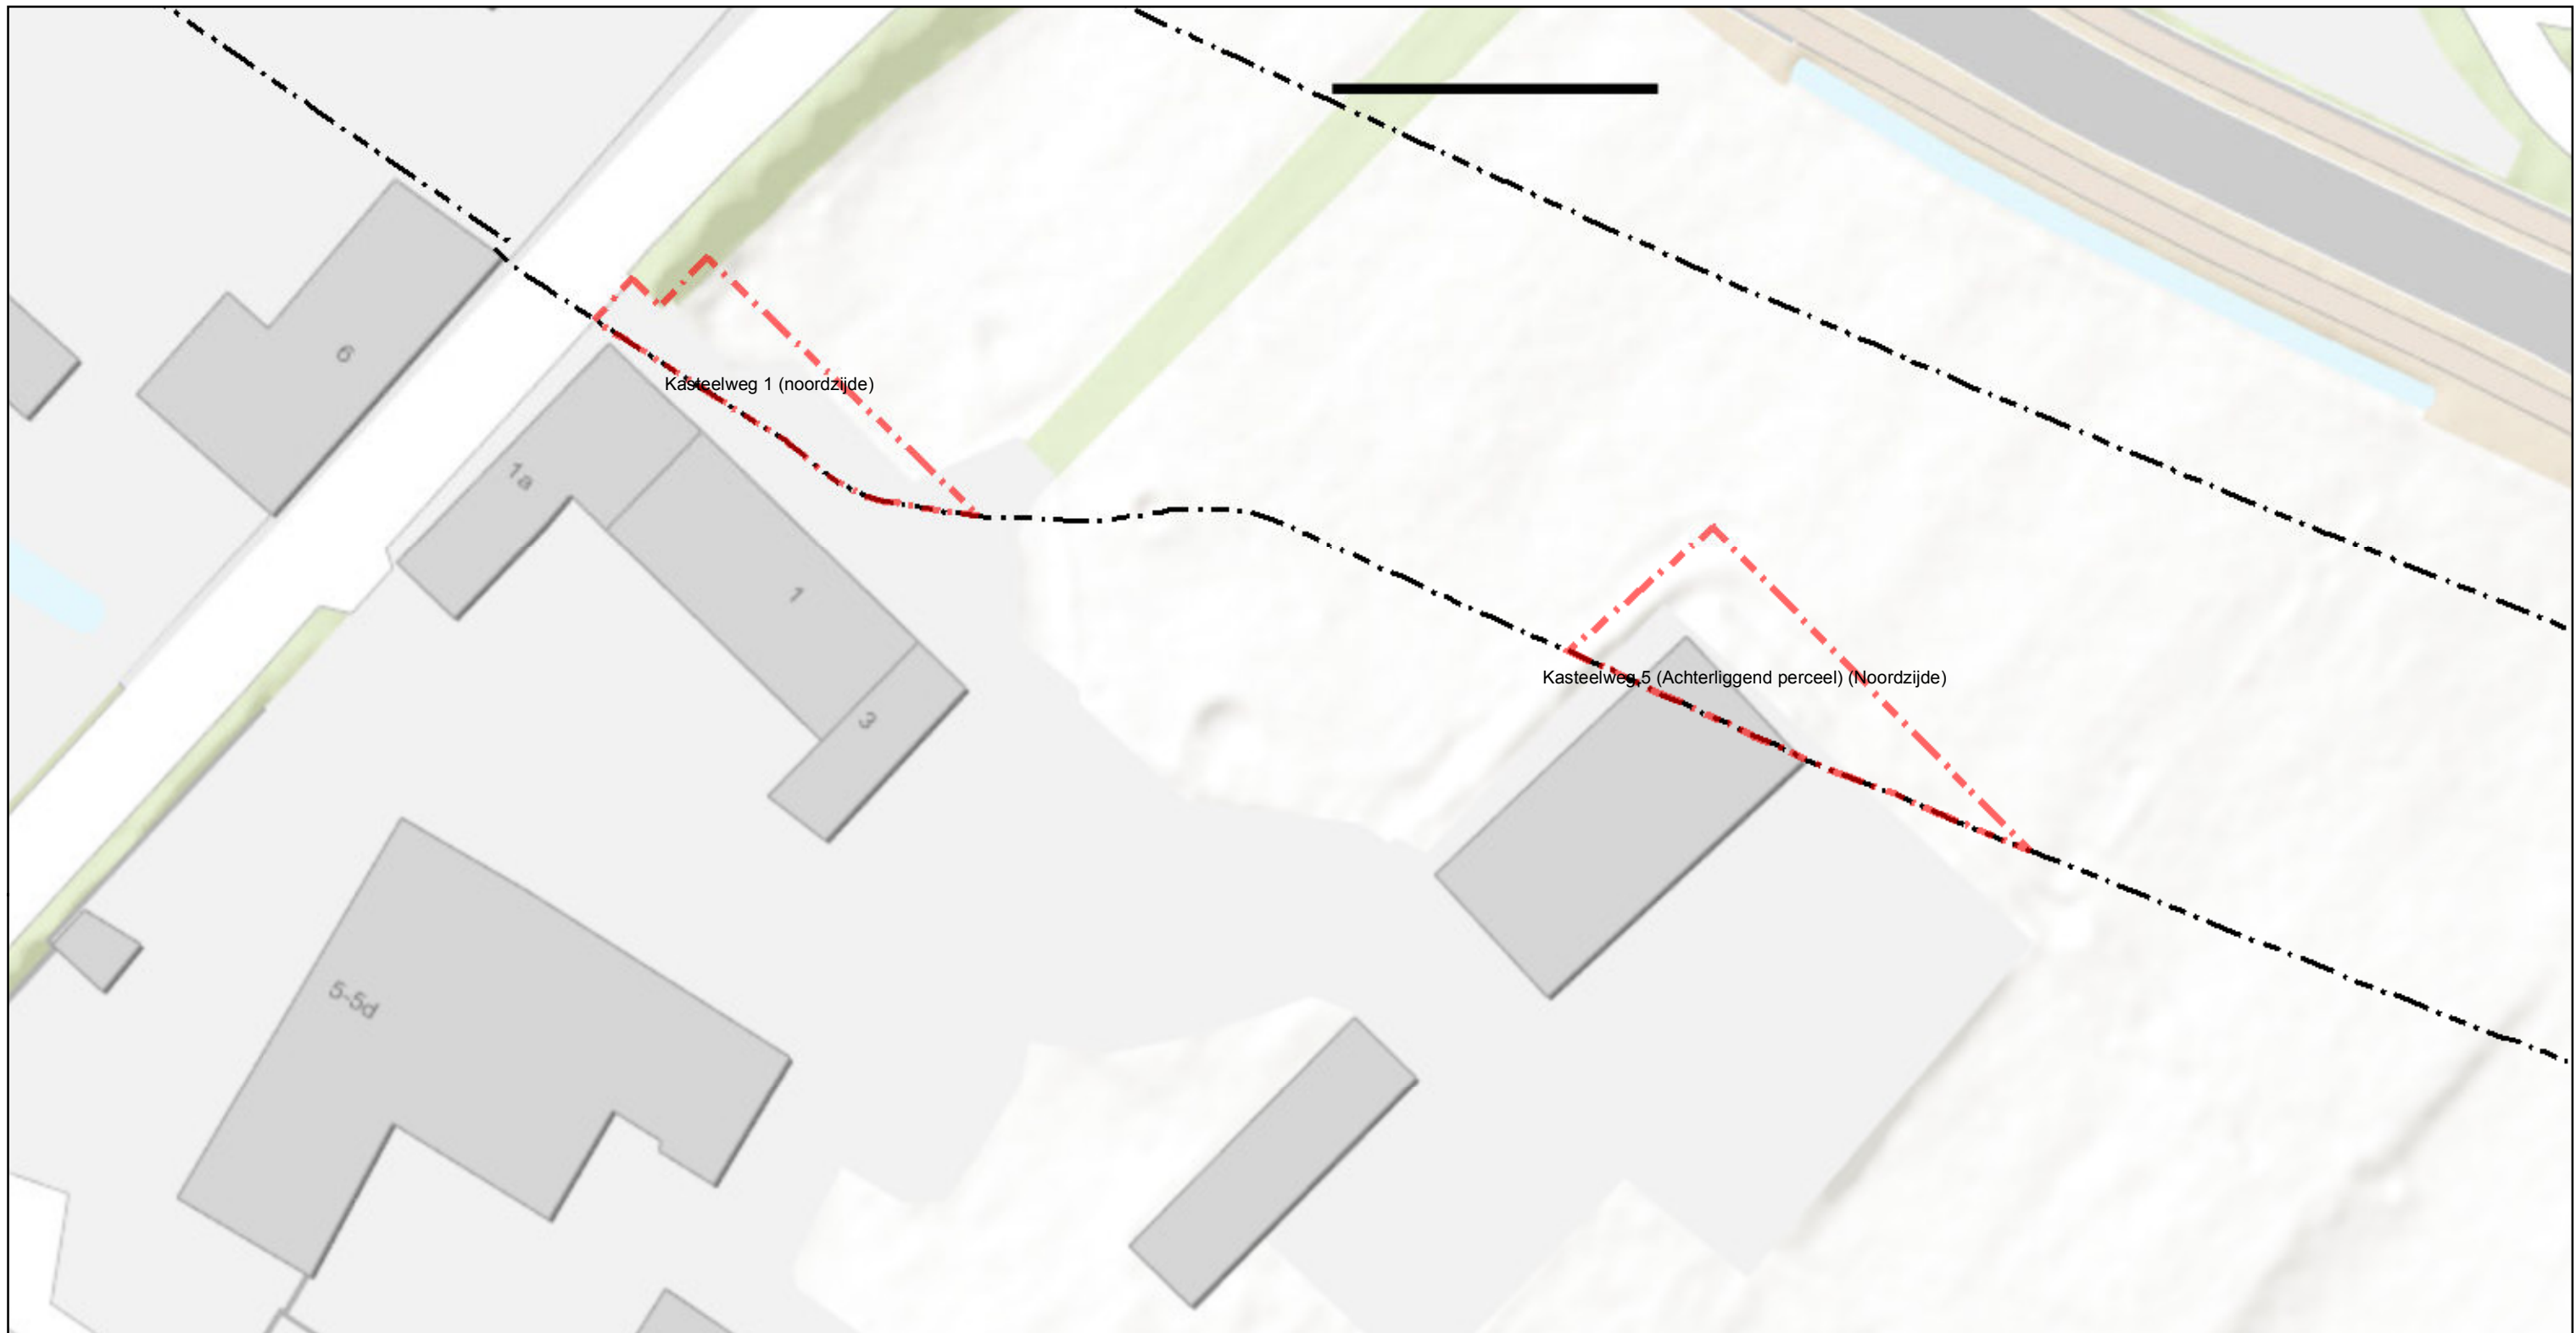 6
Kasteelweg 1 (noordzijde)
1a
1
3
Kasteelweg 5 (Achterliggend perceel) (Noordzijde)
5-5d